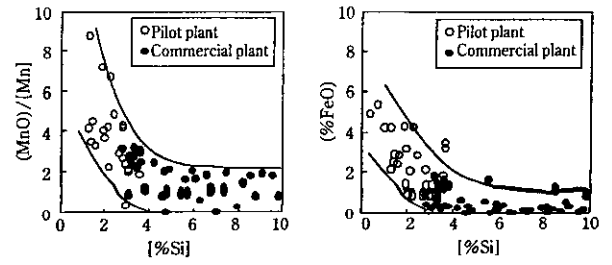 10
8
6
4
2
0
(MnO)/[Mn]
○ Pilot plant
● Commercial plant
0 2 4 6 8 10
[%Si]
10
8
6
4
2
0
(%FeO)
○ Pilot plant
● Commercial plant
0 2 4 6 8 10
[%Si]